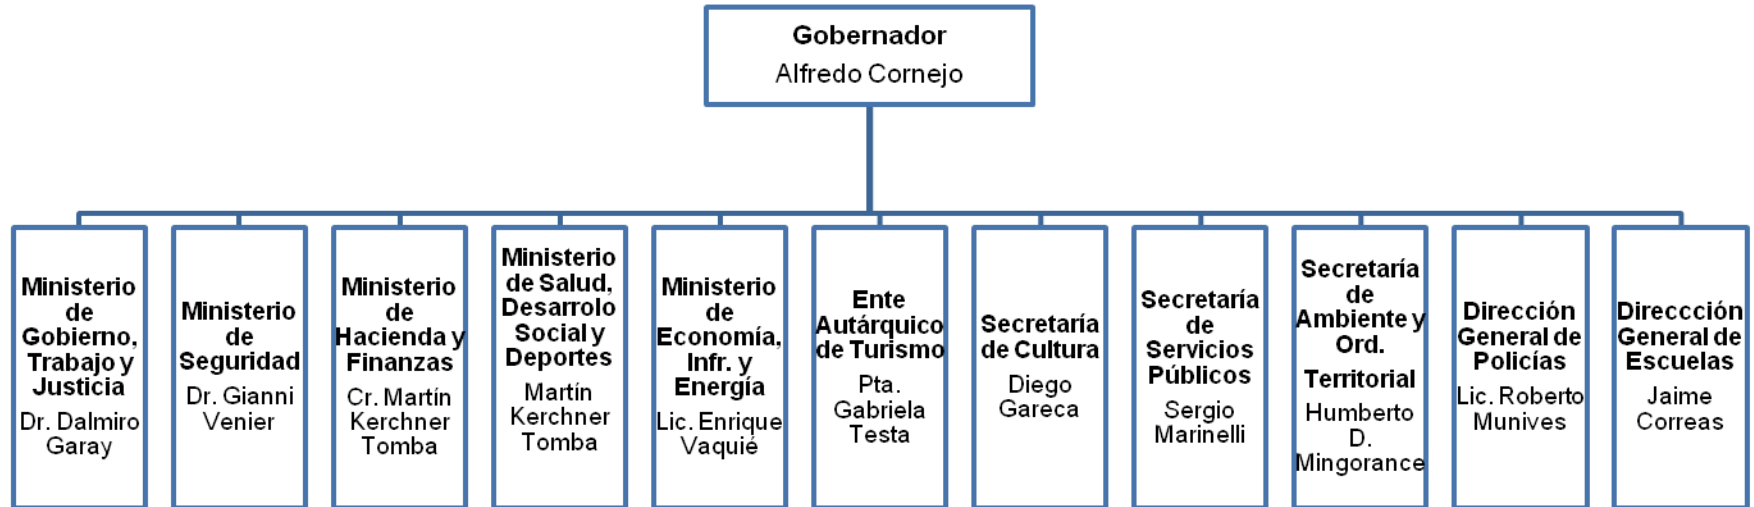 Gobernador
Alfredo Cornejo
Ministerio
de
Gobierno,
Trabajo y
Justicia
Dr. Dalmiro
Garay
Ministerio
de
Seguridad
Dr. Gianni
Venier
Ministerio
de
Hacienda y
Finanzas
Cr. Martín
Kerchner
Tomba
Ministerio
de Salud,
Desarrolo
Social y
Deportes
Martín
Kerchner
Tomba
Ministerio
de
Economía,
Infr. y
Energía
Lic. Enrique
Vaquié
Ente
Autárquico
de Turismo
Pta.
Gabriela
Testa
Secretaría
de Cultura
Diego
Gareca
Secretaría
de
Servicios
Públicos
Sergio
Marinelli
Secretaría
de
Ambiente y
Ord.
Territorial
Humberto
D.
Mingorance
Dirección
General de
Policías
Lic. Roberto
Munives
Direccción
General de
Escuelas
Jaime
Correas